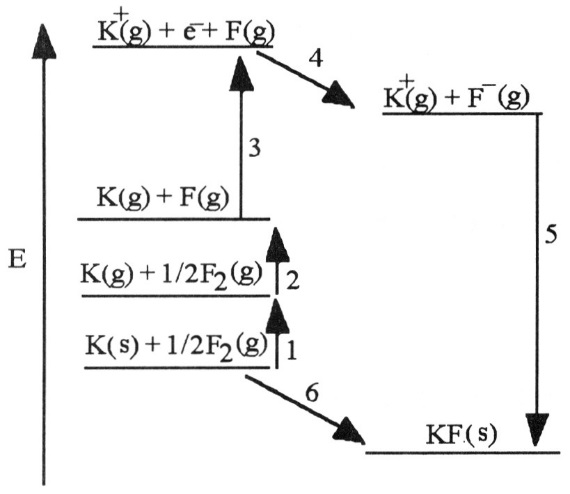 K⁺(g) + e⁻ + F(g)
4
K⁺(g) + F⁻(g)
3
K(g) + F(g)
5
E
K(g) + 1/2F₂(g)
2
K(s) + 1/2F₂(g)
1
6
KF(s)